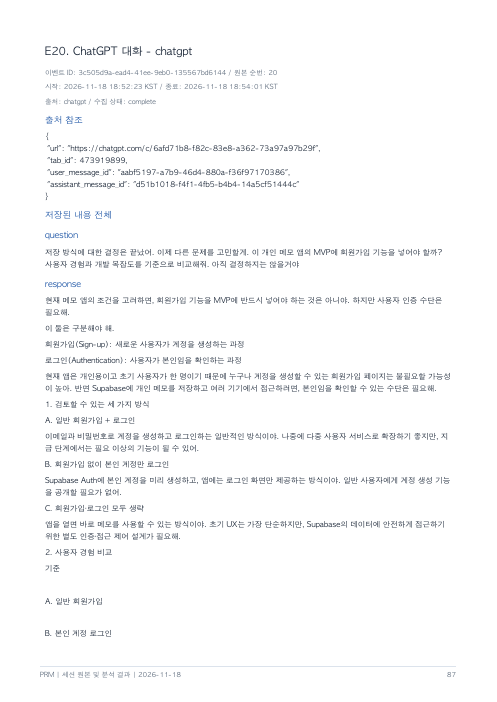 E20. ChatGPT 대화 - chatgpt
이벤트 ID: 3c505d9a-ead4-41ee-9eb0-135567bd6144 / 원본 순번: 20
시작: 2026-11-18 18:52:23 KST / 종료: 2026-11-18 18:54:01 KST
출처: chatgpt / 수집 상태: complete
출처 참조
{
"url": "https://chatgpt.com/c/6afd71b8-f82c-83e8-a362-73a97a97b29f",
"tab_id": 473919899,
"user_message_id": "aabf5197-a7b9-46d4-880a-f36f97170386",
"assistant_message_id": "d51b1018-f4f1-4fb5-b4b4-14a5cf51444c"
}
저장된 내용 전체
question
저장 방식에 대한 결정은 끝났어. 이제 다른 문제를 고민할게. 이 개인 메모 앱의 MVP에 회원가입 기능을 넣어야 할까?
사용자 경험과 개발 복잡도를 기준으로 비교해줘. 아직 결정하지는 않을거야
response
현재 메모 앱의 조건을 고려하면, 회원가입 기능을 MVP에 반드시 넣어야 하는 것은 아니야. 하지만 사용자 인증 수단은
필요해.
이 둘은 구분해야 해.
회원가입(Sign-up): 새로운 사용자가 계정을 생성하는 과정
로그인(Authentication): 사용자가 본인임을 확인하는 과정
현재 앱은 개인용이고 초기 사용자가 한 명이기 때문에 누구나 계정을 생성할 수 있는 회원가입 페이지는 불필요할 가능성
이 높아. 반면 Supabase에 개인 메모를 저장하고 여러 기기에서 접근하려면, 본인임을 확인할 수 있는 수단은 필요해.
1. 검토할 수 있는 세 가지 방식
A. 일반 회원가입 + 로그인
이메일과 비밀번호로 계정을 생성하고 로그인하는 일반적인 방식이야. 나중에 다중 사용자 서비스로 확장하기 좋지만, 지
금 단계에서는 필요 이상의 기능이 될 수 있어.
B. 회원가입 없이 본인 계정만 로그인
Supabase Auth에 본인 계정을 미리 생성하고, 앱에는 로그인 화면만 제공하는 방식이야. 일반 사용자에게 계정 생성 기능
을 공개할 필요가 없어.
C. 회원가입·로그인 모두 생략
앱을 열면 바로 메모를 사용할 수 있는 방식이야. 초기 UX는 가장 단순하지만, Supabase의 데이터에 안전하게 접근하기
위한 별도 인증·접근 제어 설계가 필요해.
2. 사용자 경험 비교
기준
A. 일반 회원가입
B. 본인 계정 로그인
PRM | 세션 원본 및 분석 결과 | 2026-11-18
87